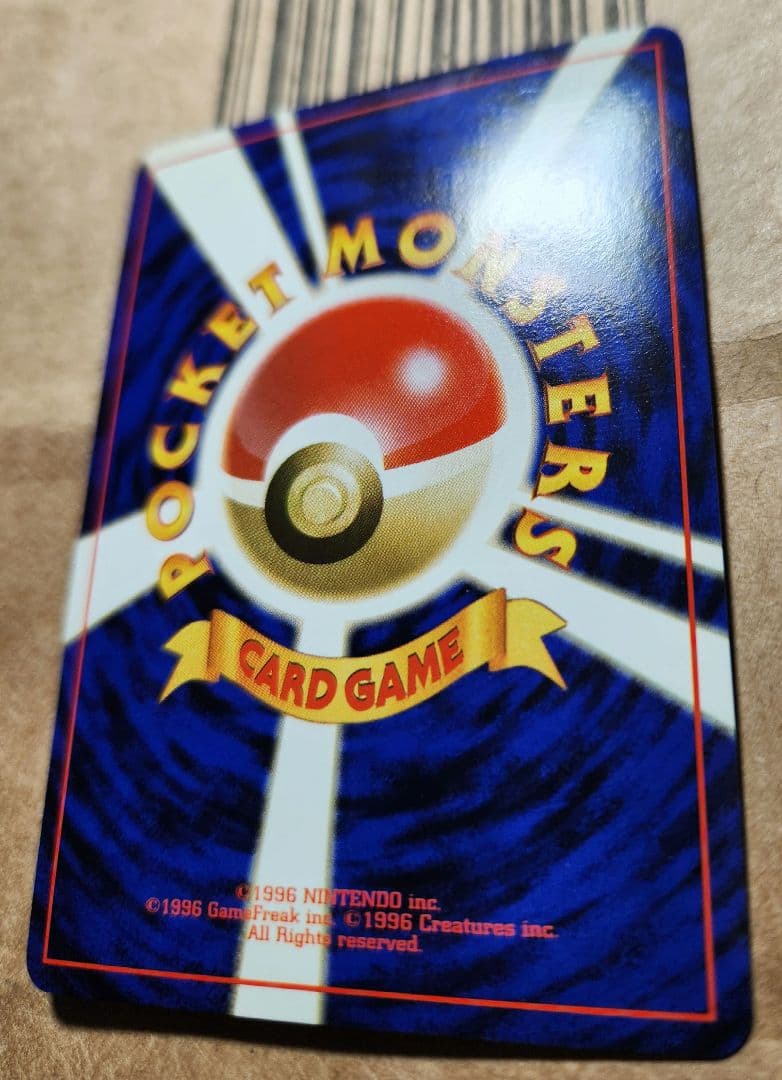 POCKET MONSTERS
CARD GAME
©1996 NINTENDO inc.
©1996 GameFreak inc. ©1996 Creatures inc.
All Rights reserved.